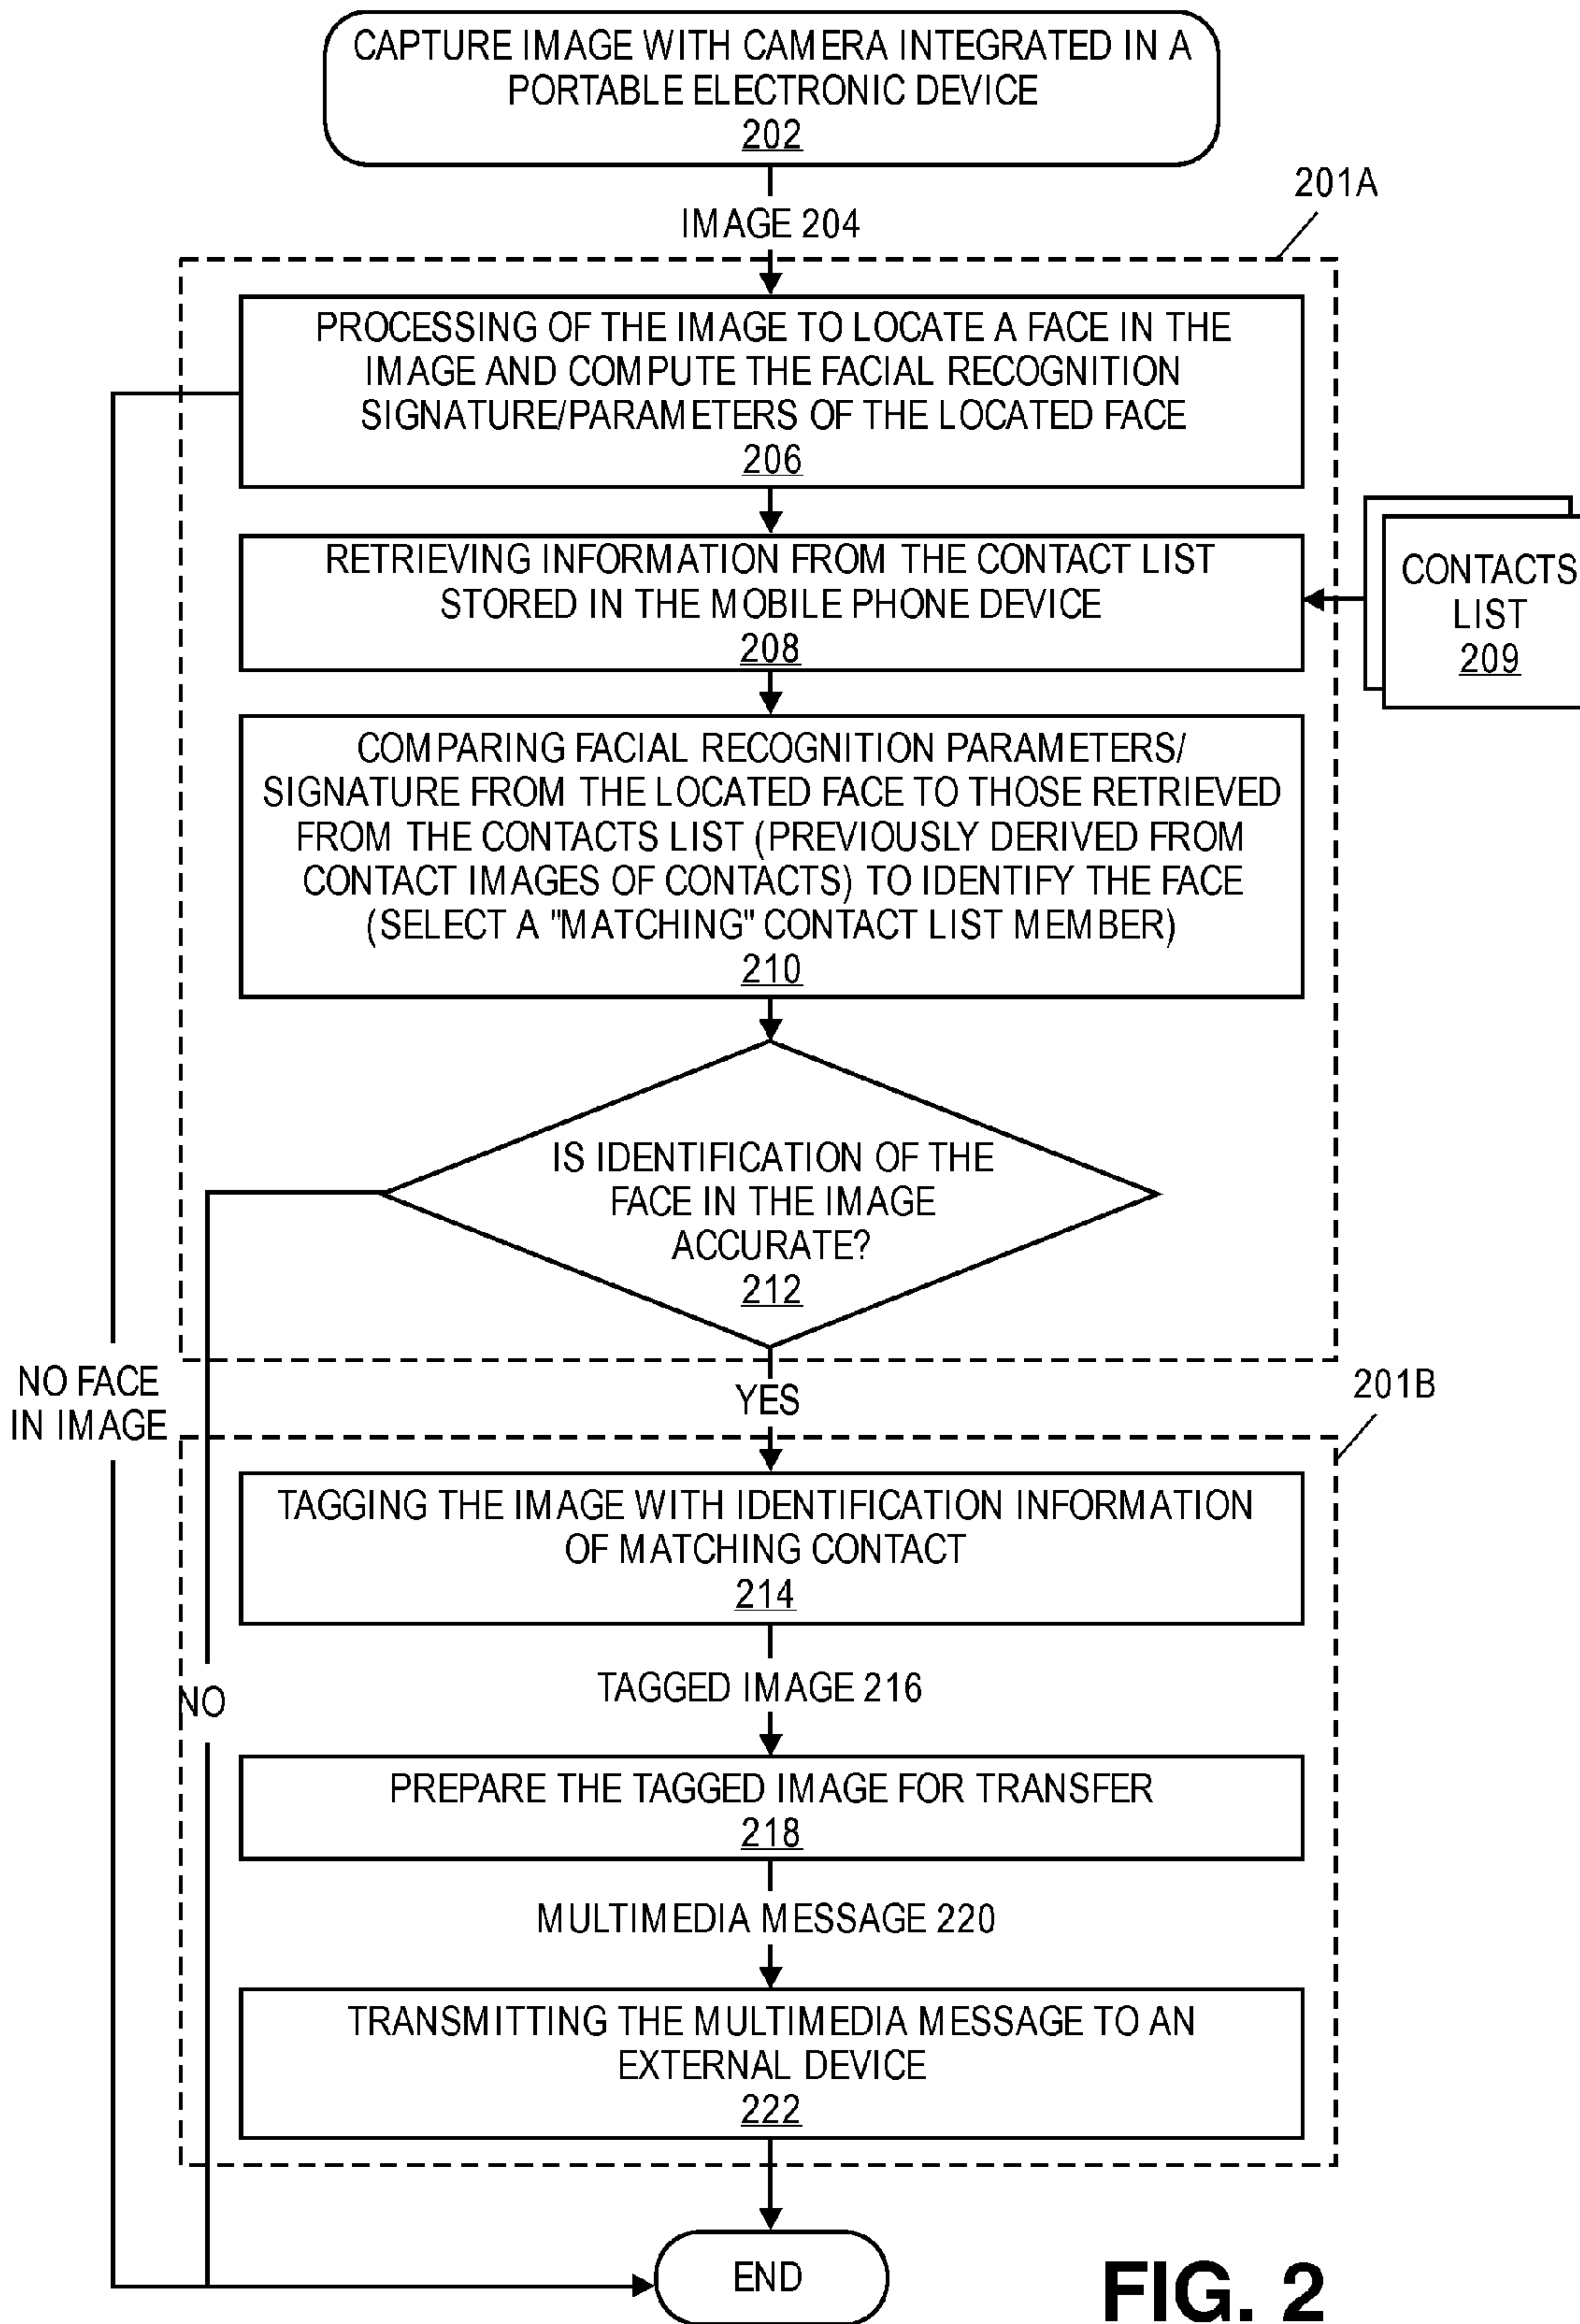 CAPTURE IMAGE WITH CAMERA INTEGRATED IN A
PORTABLE ELECTRONIC DEVICE
202
201A
IMAGE 204
PROCESSING OF THE IMAGE TO LOCATE A FACE IN THE
IMAGE AND COMPUTE THE FACIAL RECOGNITION
SIGNATURE/PARAMETERS OF THE LOCATED FACE
206
RETRIEVING INFORMATION FROM THE CONTACT LIST
STORED IN THE MOBILE PHONE DEVICE
208
CONTACTS
LIST
209
COMPARING FACIAL RECOGNITION PARAMETERS/
SIGNATURE FROM THE LOCATED FACE TO THOSE RETRIEVED
FROM THE CONTACTS LIST (PREVIOUSLY DERIVED FROM
CONTACT IMAGES OF CONTACTS) TO IDENTIFY THE FACE
(SELECT A "MATCHING" CONTACT LIST MEMBER)
210
IS IDENTIFICATION OF THE
FACE IN THE IMAGE
ACCURATE?
212
NO FACE
IN IMAGE
YES
201B
TAGGING THE IMAGE WITH IDENTIFICATION INFORMATION
OF MATCHING CONTACT
214
TAGGED IMAGE 216
NO
PREPARE THE TAGGED IMAGE FOR TRANSFER
218
MULTIMEDIA MESSAGE 220
TRANSMITTING THE MULTIMEDIA MESSAGE TO AN
EXTERNAL DEVICE
222
END
FIG. 2